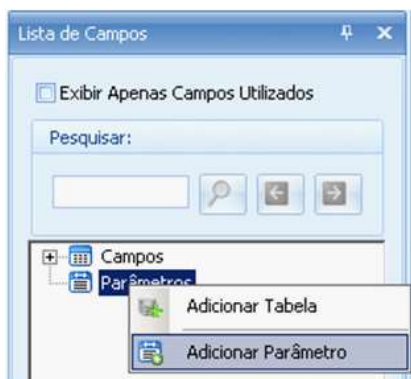 Lista de Campos
Exibir Apenas Campos Utilizados
Pesquisar:
Campos
Parâmetros
Adicionar Tabela
Adicionar Parâmetro